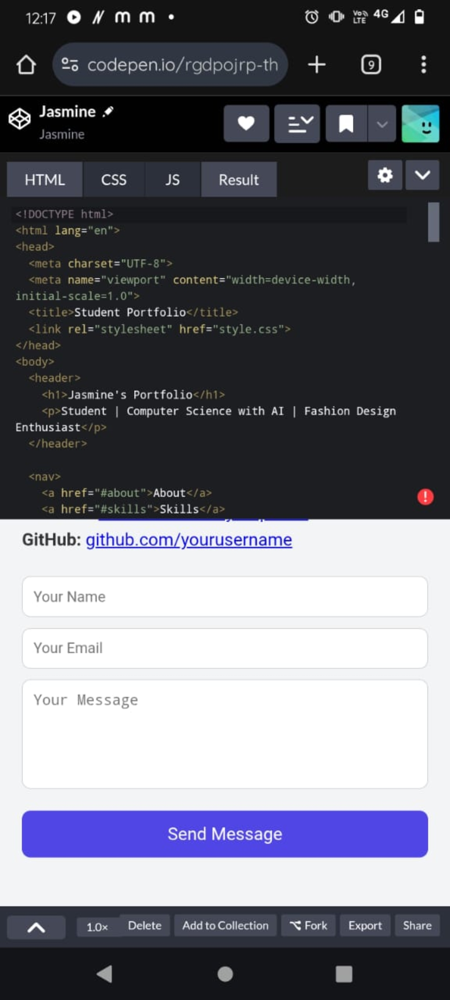 12:17
Vo LTE 4G
codepen.io/rgdpojrp-th
9
Jasmine
Jasmine
HTML CSS JS Result
<!DOCTYPE html>
<html lang="en">
<head>
<meta charset="UTF-8">
<meta name="viewport" content="width=device-width,
initial-scale=1.0">
<title>Student Portfolio</title>
<link rel="stylesheet" href="style.css">
</head>
<body>
<header>
<h1>Jasmine's Portfolio</h1>
<p>Student | Computer Science with AI | Fashion Design
Enthusiast</p>
</header>
<nav>
<a href="#about">About</a>
<a href="#skills">Skills</a>
GitHub: github.com/yourusername
Your Name
Your Email
Your Message
Send Message
1.0× Delete Add to Collection Fork Export Share